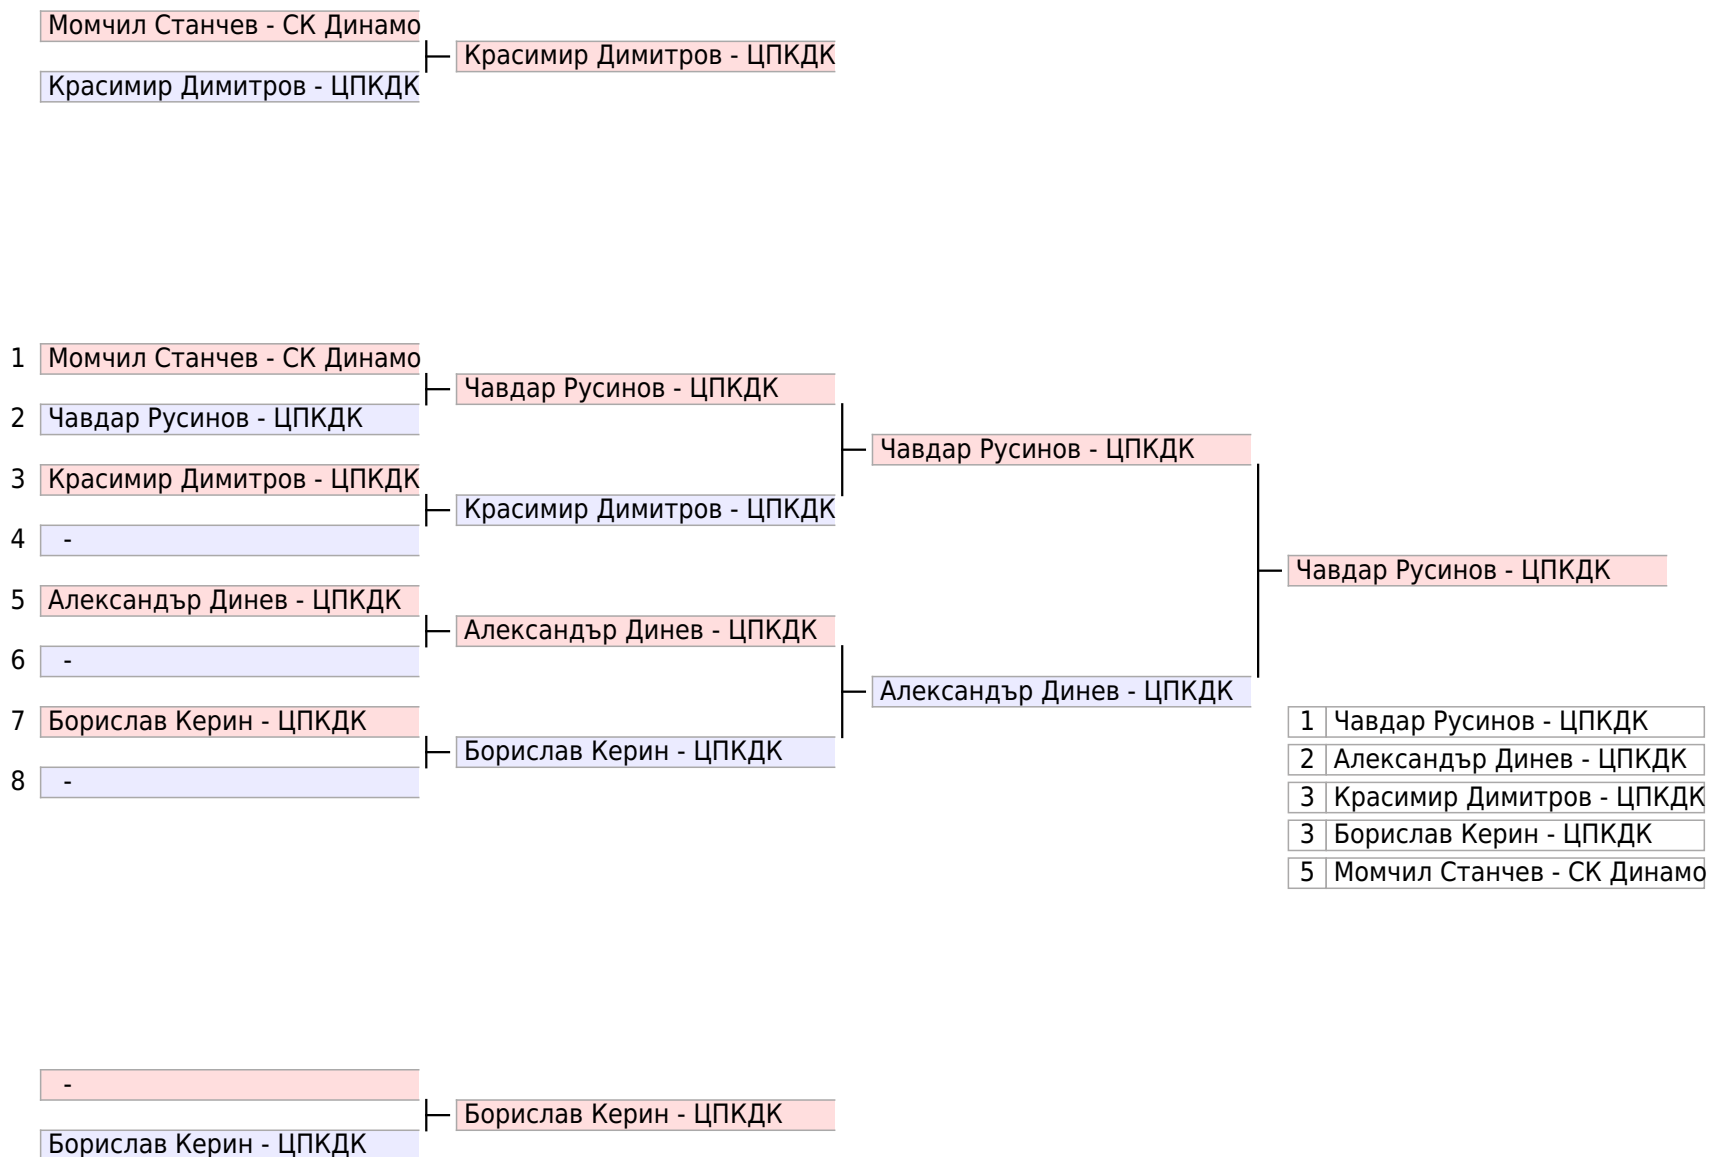 Момчил Станчев - СК Динамо
Красимир Димитров - ЦПКДК
Красимир Димитров - ЦПКДК
1 Момчил Станчев - СК Динамо
Чавдар Русинов - ЦПКДК
2 Чавдар Русинов - ЦПКДК
Чавдар Русинов - ЦПКДК
3 Красимир Димитров - ЦПКДК
Красимир Димитров - ЦПКДК
4 -
Чавдар Русинов - ЦПКДК
5 Александър Динев - ЦПКДК
Александър Динев - ЦПКДК
6 -
Александър Динев - ЦПКДК
7 Борислав Керин - ЦПКДК
Борислав Керин - ЦПКДК
8 -
1 Чавдар Русинов - ЦПКДК
2 Александър Динев - ЦПКДК
3 Красимир Димитров - ЦПКДК
3 Борислав Керин - ЦПКДК
5 Момчил Станчев - СК Динамо
-
Борислав Керин - ЦПКДК
Борислав Керин - ЦПКДК